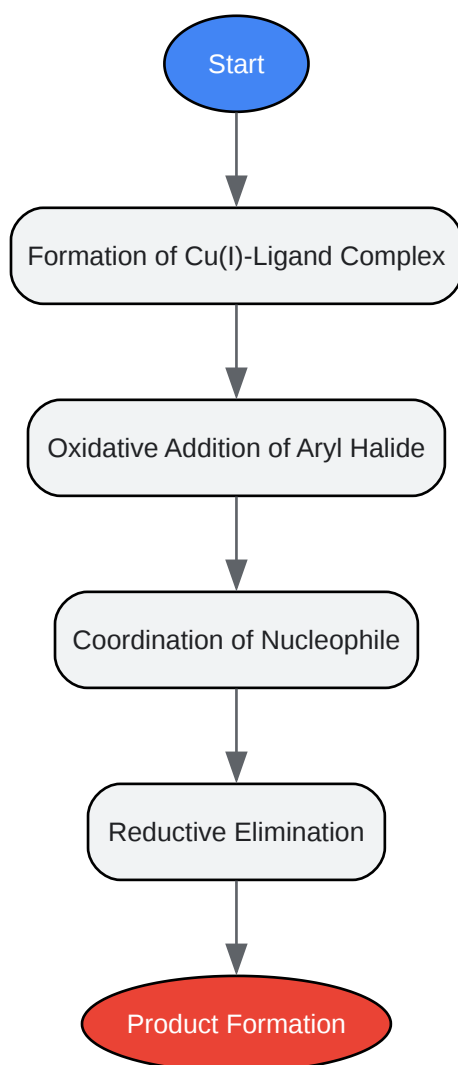 Start
Formation of Cu(I)-Ligand Complex
Oxidative Addition of Aryl Halide
Coordination of Nucleophile
Reductive Elimination
Product Formation